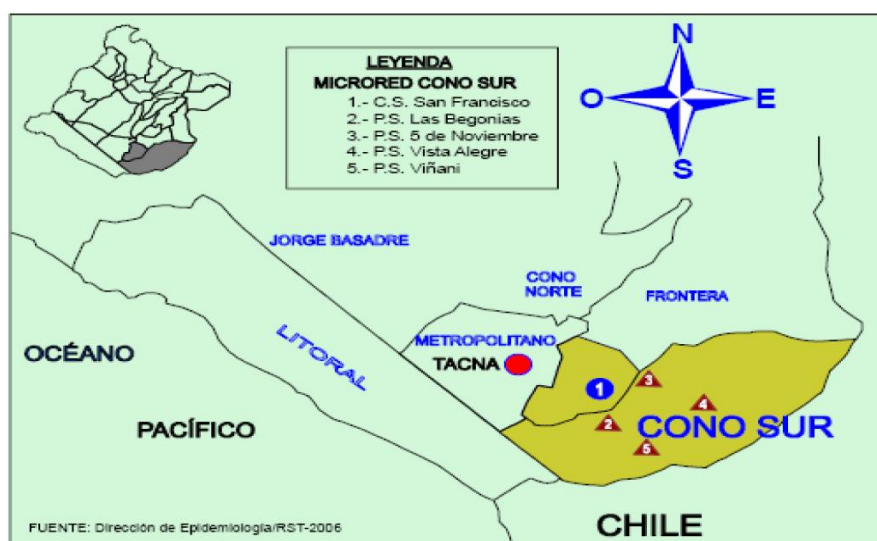 LEYENDA
MICRORED CONO SUR
1.- C.S. San Francisco
2.- P.S. Las Begonias
3.- P.S. 5 de Noviembre
4.- P.S. Vista Alegre
5.- P.S. Viñani
N
O
E
S
JORGE BASADRE
CONO
NORTE
FRONTERA
LITORAL
METROPOLITANO
TACNA
OCÉANO
PACÍFICO
1
3
4
2
5
CONO SUR
CHILE
FUENTE: Dirección de Epidemiología/RST-2006